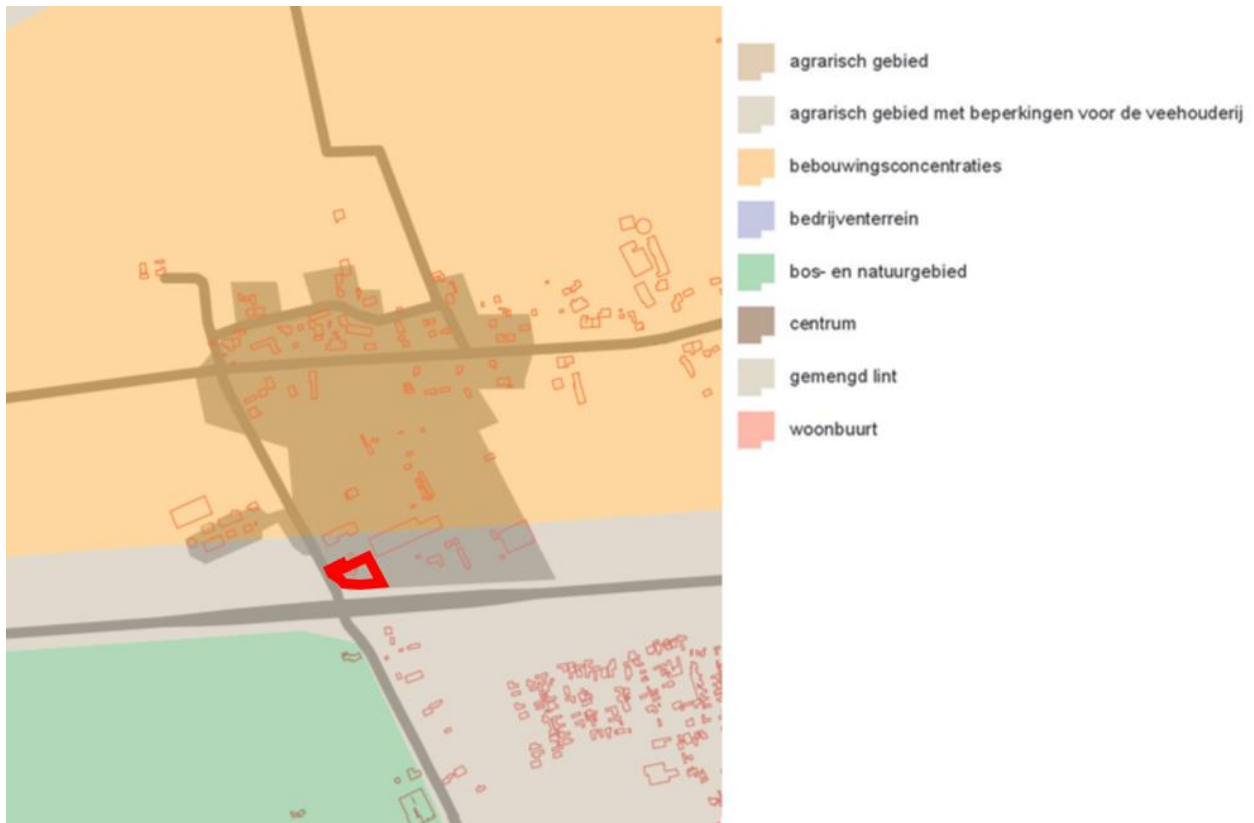 agrarisch gebied
agrarisch gebied met beperkingen voor de veehouderij
bebouwingsconcentraties
bedrijventerrein
bos- en natuurgebied
centrum
gemengd lint
woonbuurt